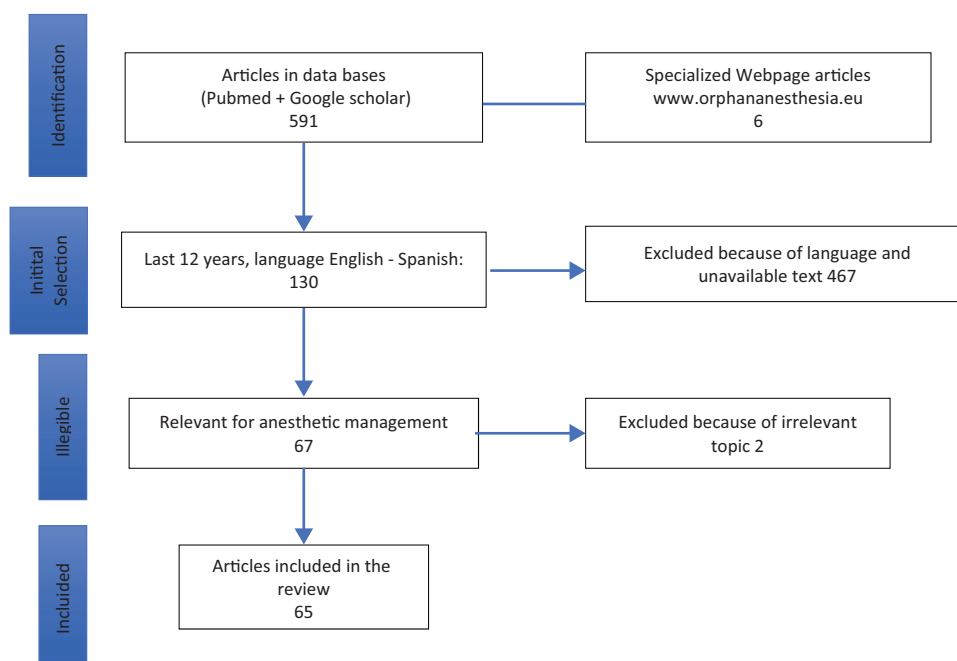 Identification
Articles in data bases
(Pubmed + Google scholar)
591
Specialized Webpage articles
www.orphananesthesia.eu
6
Initital
Selection
Last 12 years, language English - Spanish:
130
Excluded because of language and
unavailable text 467
Illegible
Relevant for anesthetic management
67
Excluded because of irrelevant
topic 2
Incluided
Articles included in the
review
65